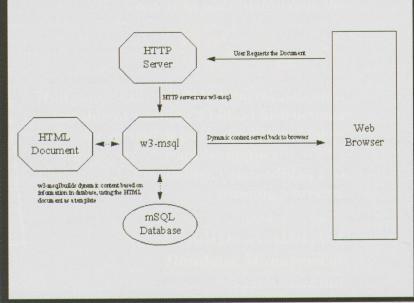 HTTP
Server
User Requests the Document
HTTP server runs w3-msql
HTML
Document
w3-msql
Dynamic content served back to browser
Web
Browser
w3-msql builds dynamic content based on
information in database, using the HTML
document as a template
mSQL
Database